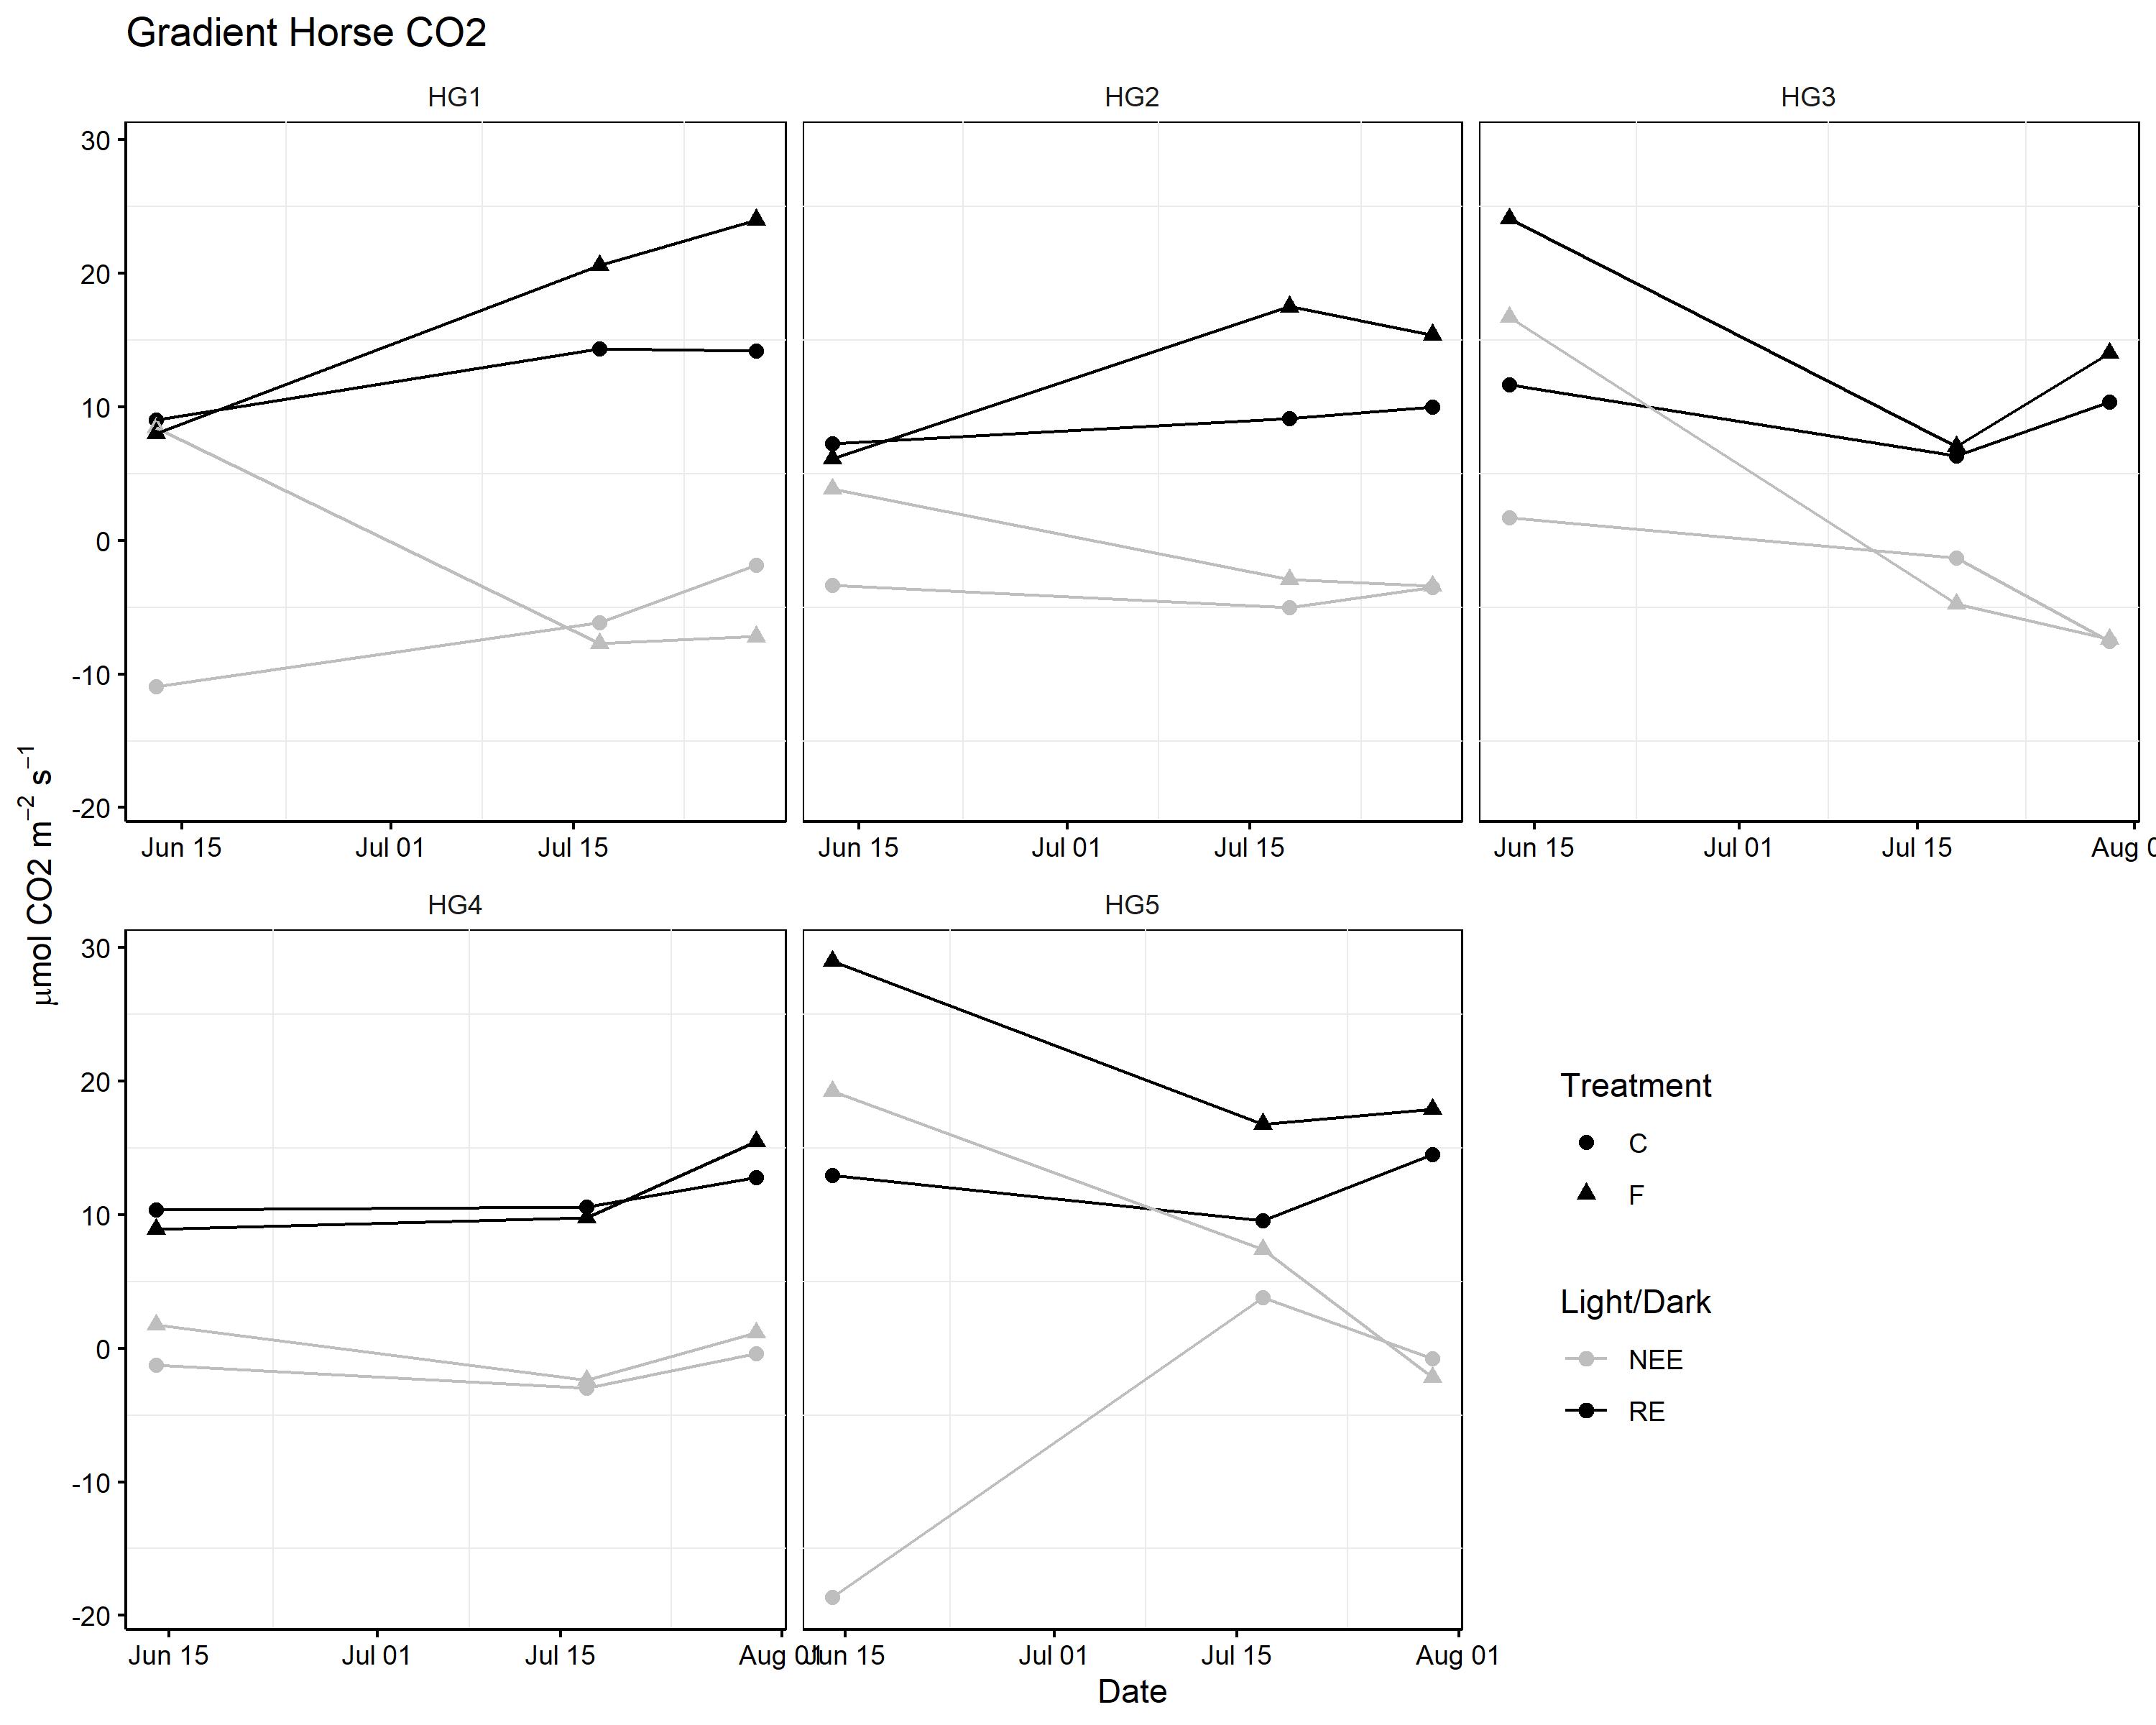 Gradient Horse CO2
HG1 HG2 HG3
30
20
10
0
-10
-20
Jun 15 Jul 01 Jul 15
Jun 15 Jul 01 Jul 15
Jun 15 Jul 01 Jul 15 Aug 0
μmol CO2 m−2 s−1
HG4 HG5
30
20
10
0
-10
-20
Jun 15 Jul 01 Jul 15 Aug 01
Jun 15 Jul 01 Jul 15 Aug 01
Date
Treatment
C
F
Light/Dark
NEE
RE